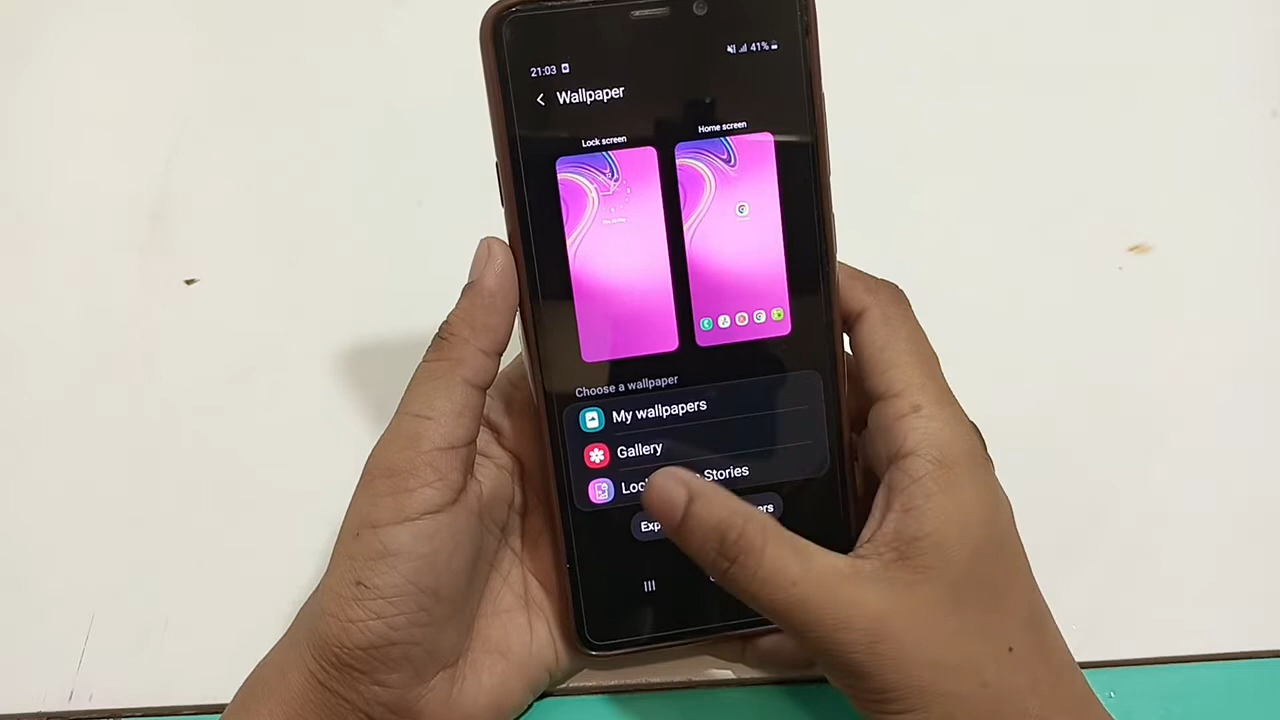 21:03
41%
Wallpaper
Lock screen
Home screen
Choose a wallpaper
My wallpapers
Gallery
Stories